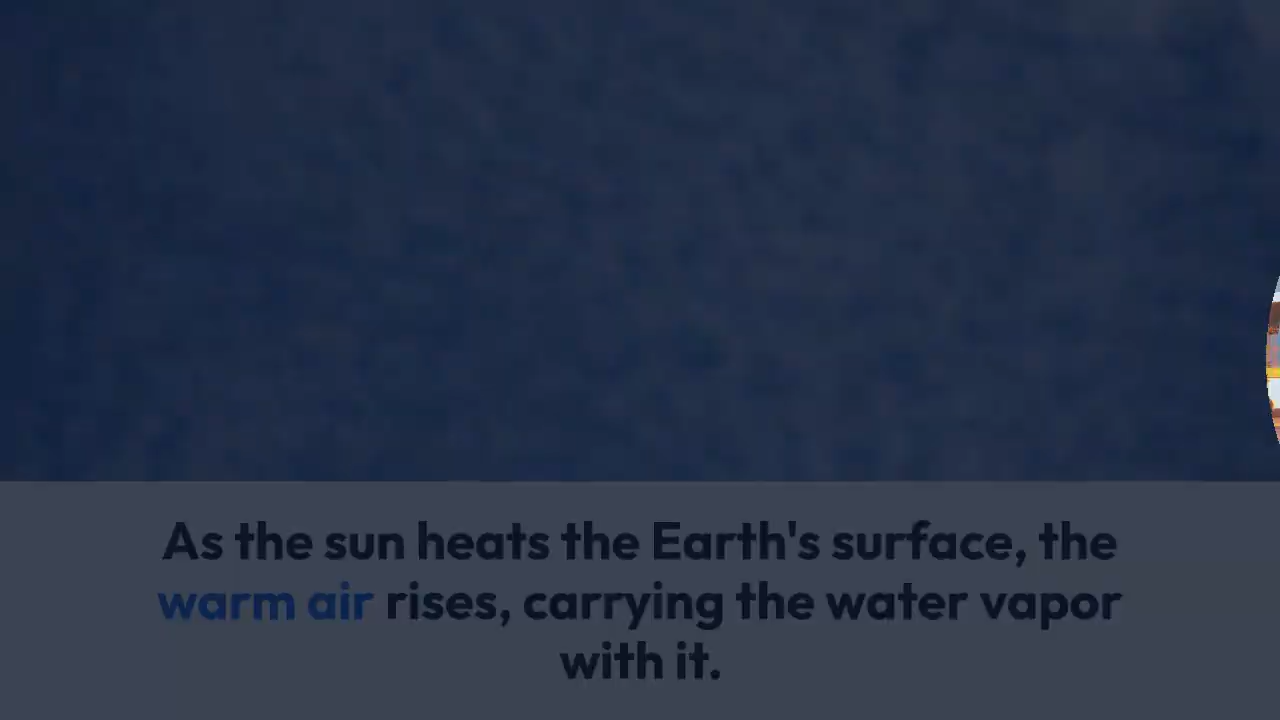 As the sun heats the Earth's surface, the
warm air rises, carrying the water vapor
with it.